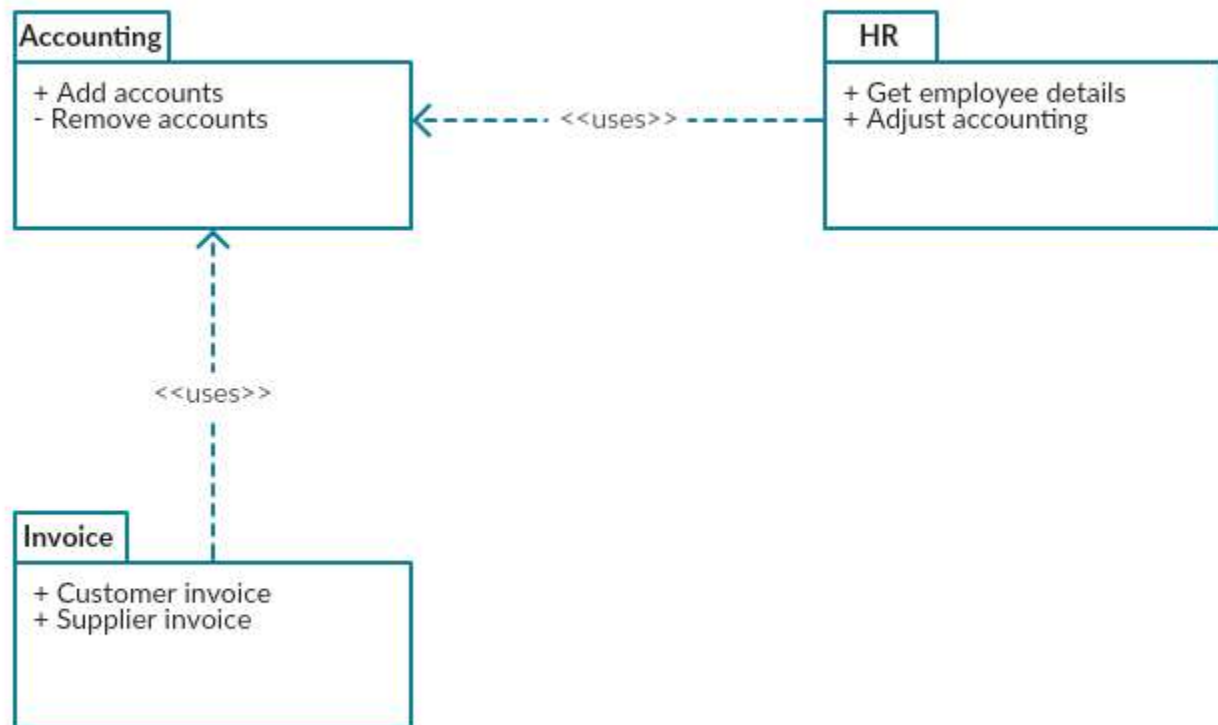 Accounting
+ Add accounts
- Remove accounts
<<uses>>
HR
+ Get employee details
+ Adjust accounting
<<uses>>
Invoice
+ Customer invoice
+ Supplier invoice